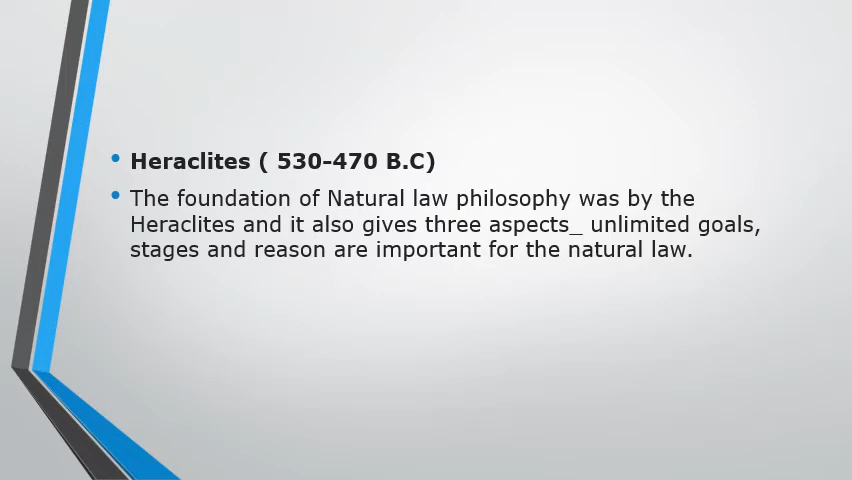 Heraclites ( 530–470 B.C)
The foundation of Natural law philosophy was by the
Heraclites and it also gives three aspects_ unlimited goals,
stages and reason are important for the natural law.